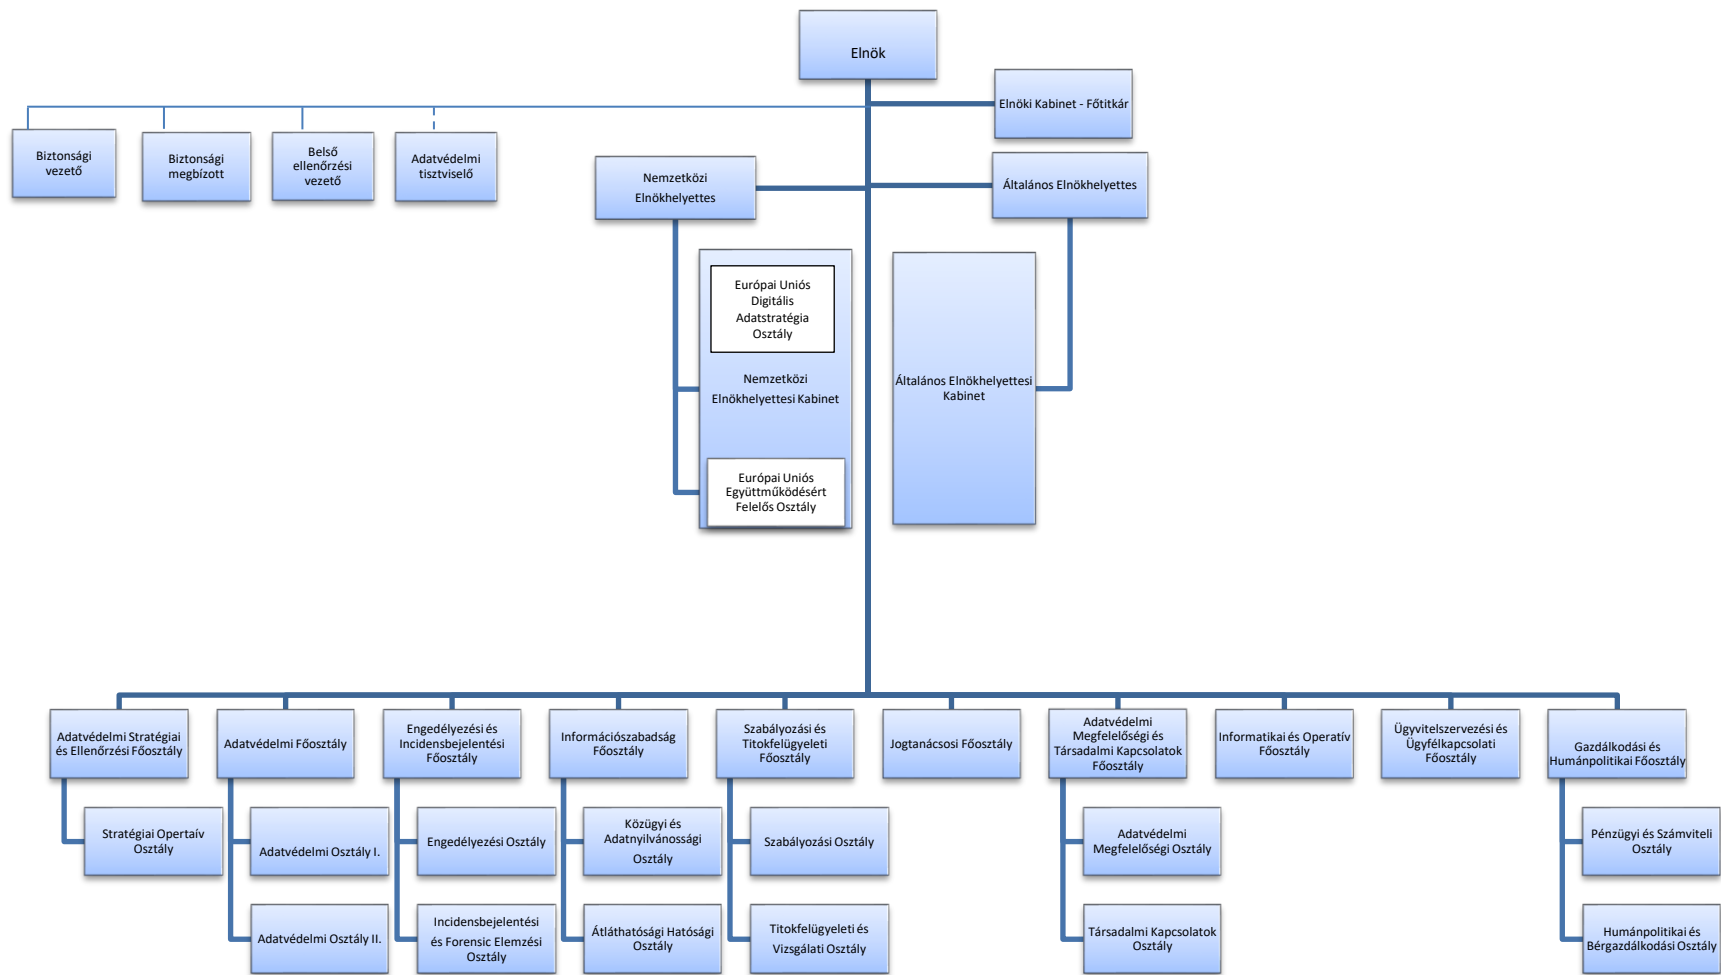 Elnök
Elnöki Kabinet - Főtitkár
Biztonsági
vezető
Biztonsági
megbízott
Belső
ellenőrzési
vezető
Adatvédelmi
tisztviselő
Nemzetközi
Elnökhelyettes
Általános Elnökhelyettes
Európai Uniós
Digitális
Adatstratégia
Osztály
Nemzetközi
Elnökhelyettesi Kabinet
Európai Uniós
Együttműködésért
Felelős Osztály
Általános Elnökhelyettesi
Kabinet
Adatvédelmi Stratégiai
és Ellenőrzési Főosztály
Adatvédelmi Főosztály
Engedélyezési és
Incidensbejelentési
Főosztály
Információszabadság
Főosztály
Szabályozási és
Titokfelügyeleti
Főosztály
Jogtanácsosi Főosztály
Adatvédelmi
Megfelelőségi és
Társadalmi Kapcsolatok
Főosztály
Informatikai és Operatív
Főosztály
Ügyvitelszervezési és
Ügyfélkapcsolati
Főosztály
Gazdálkodási és
Humánpolitikai Főosztály
Stratégiai Opertaív
Osztály
Adatvédelmi Osztály I.
Engedélyezési Osztály
Közügyi és
Adatnyilvánossági
Osztály
Szabályozási Osztály
Adatvédelmi
Megfelelőségi Osztály
Pénzügyi és Számviteli
Osztály
Adatvédelmi Osztály II.
Incidensbejelentési
és Forensic Elemzési
Osztály
Átláthatósági Hatósági
Osztály
Titokfelügyeleti és
Vizsgálati Osztály
Társadalmi Kapcsolatok
Osztály
Humánpolitikai és
Bérgazdálkodási Osztály